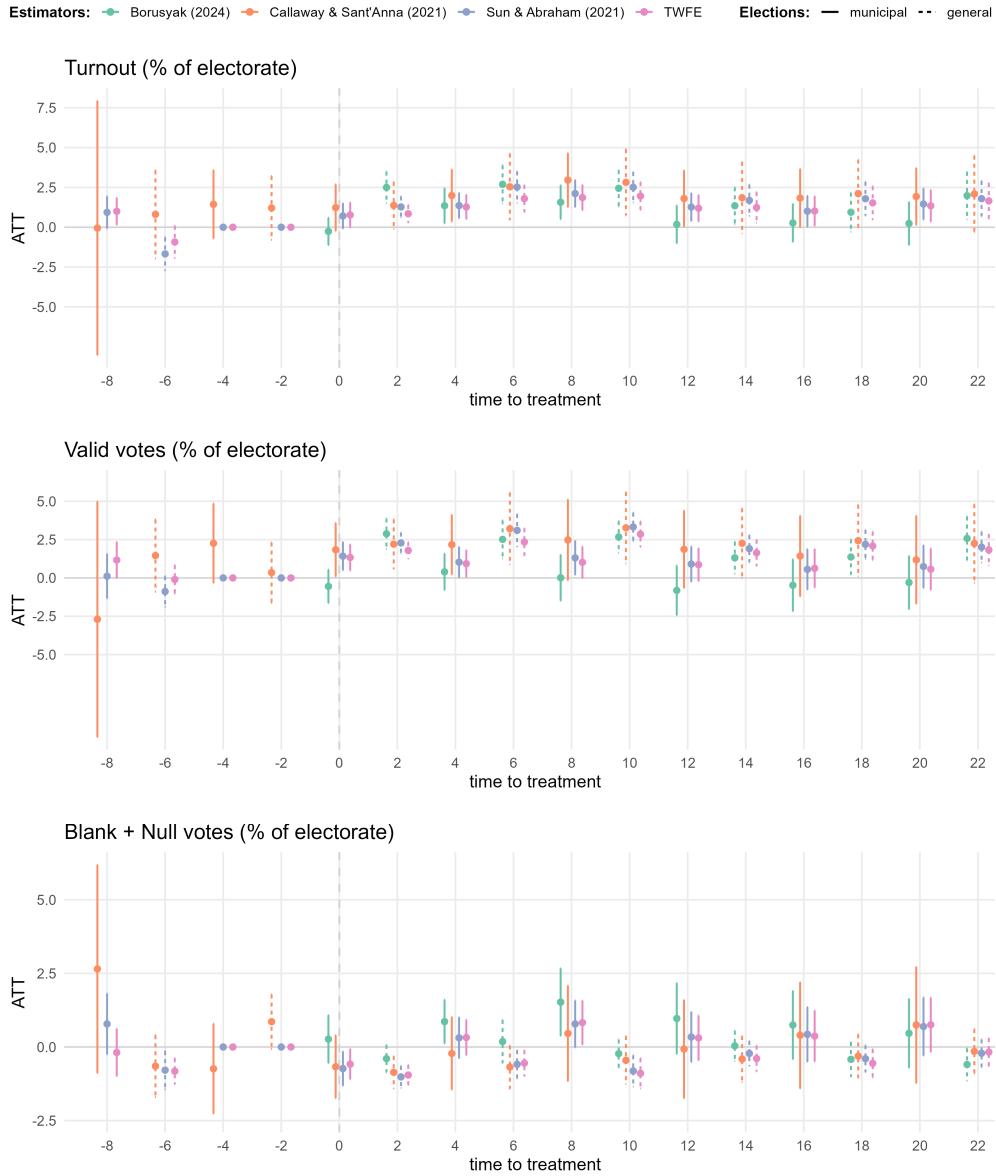 Estimators: Borusyak (2024) Callaway & Sant'Anna (2021) Sun & Abraham (2021) TWFE Elections: municipal general
Turnout (% of electorate)
7.5
5.0
2.5
0.0
-2.5
-5.0
ATT
-8 -6 -4 -2 0 2 4 6 8 10 12 14 16 18 20 22
time to treatment
Valid votes (% of electorate)
5.0
2.5
0.0
-2.5
-5.0
ATT
-8 -6 -4 -2 0 2 4 6 8 10 12 14 16 18 20 22
time to treatment
Blank + Null votes (% of electorate)
5.0
2.5
0.0
-2.5
ATT
-8 -6 -4 -2 0 2 4 6 8 10 12 14 16 18 20 22
time to treatment